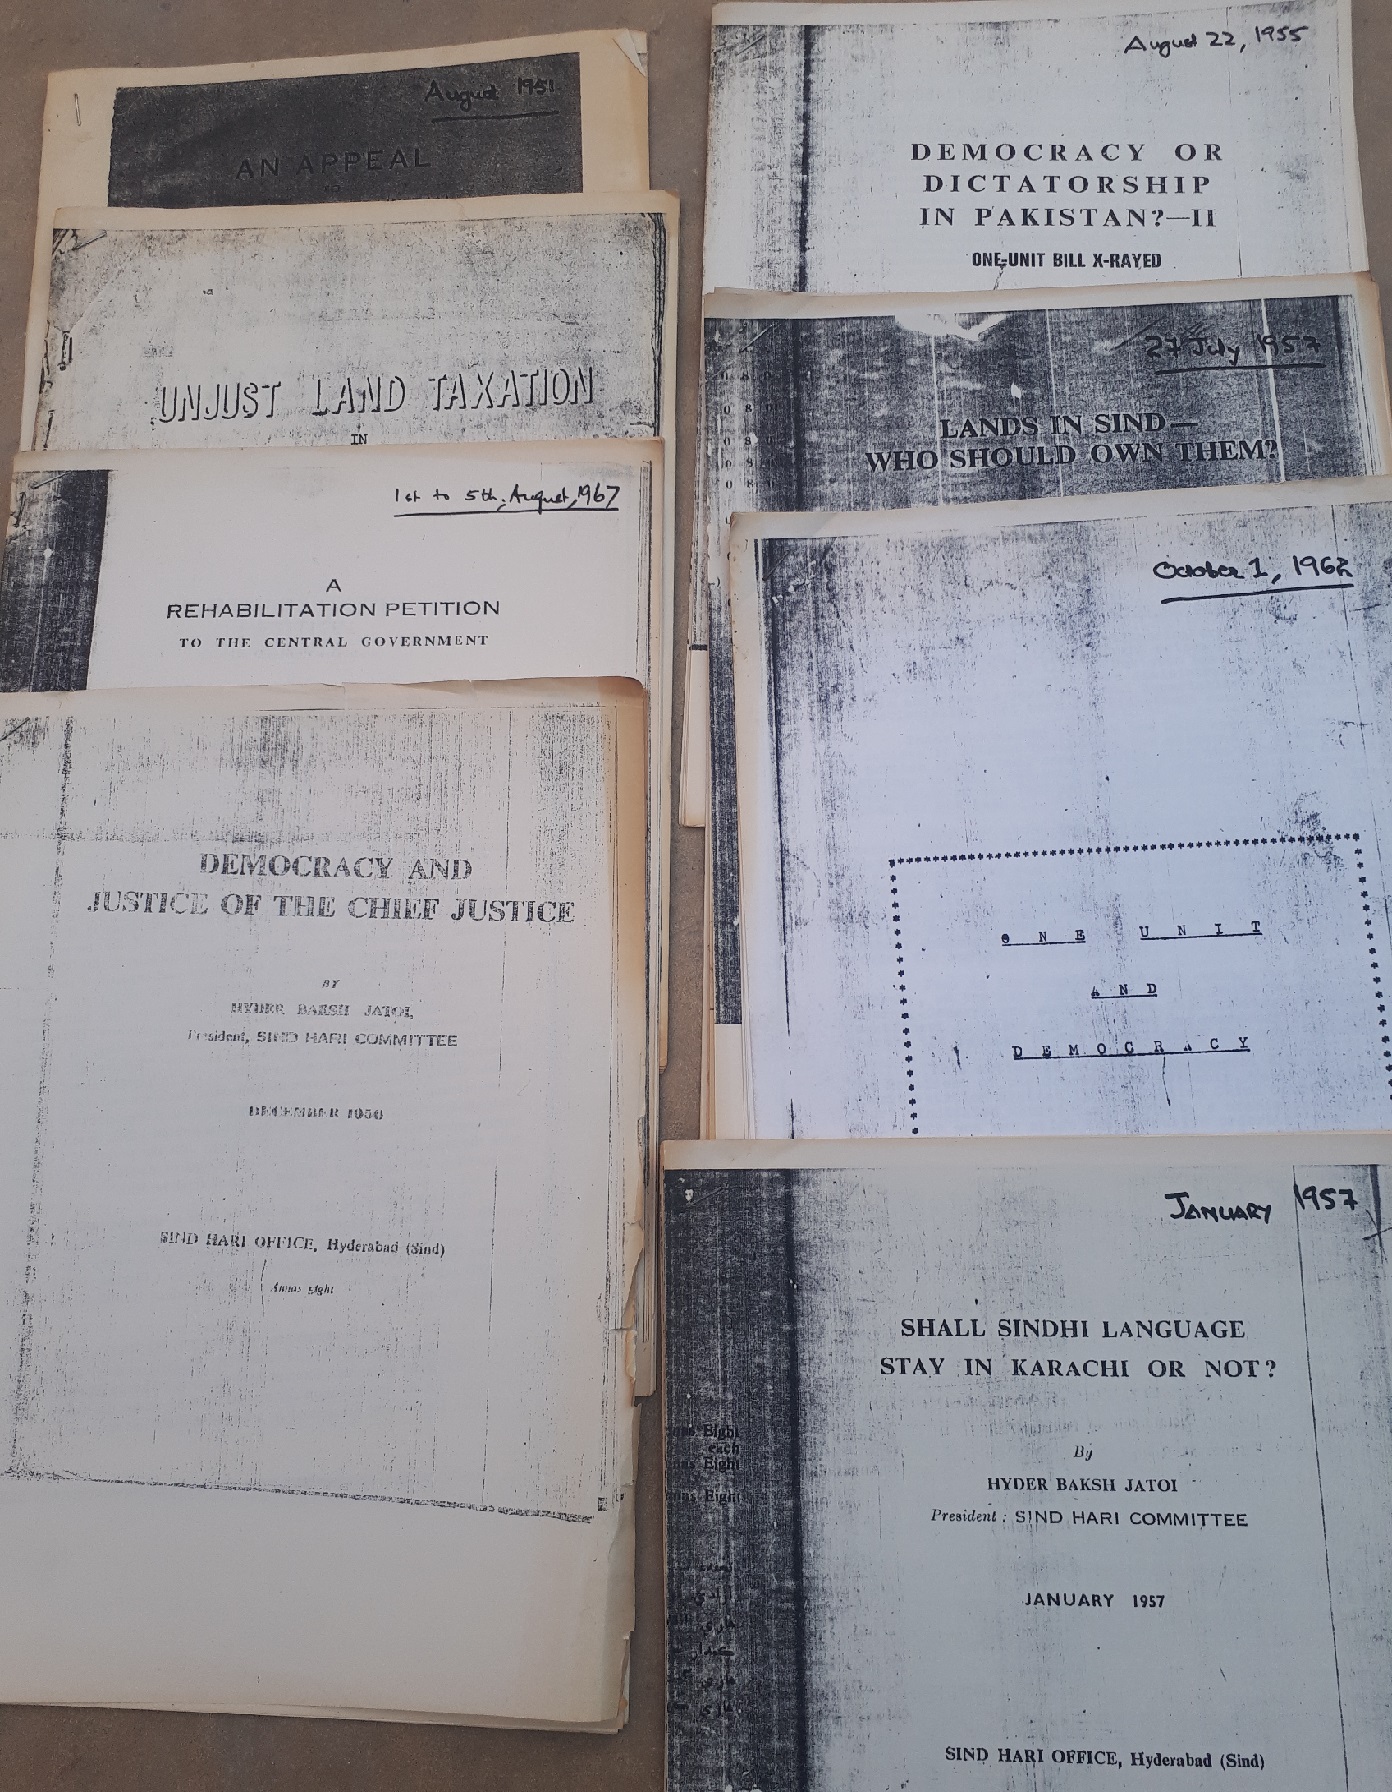 August 1951
AN APPEAL
UNJUST LAND TAXATION
IN
1st to 5th, August, 1967
A
REHABILITATION PETITION
TO THE CENTRAL GOVERNMENT
DEMOCRACY AND
JUSTICE OF THE CHIEF JUSTICE
BY
HYDER BAKSH JATOI,
President, SIND HARI COMMITTEE
DECEMBER
SIND HARI OFFICE, Hyderabad (Sind)
Annas eight
August 22, 1955
DEMOCRACY OR
DICTATORSHIP
IN PAKISTAN?—II
ONE-UNIT BILL X-RAYED
27 July 1957
LANDS IN SIND—
WHO SHOULD OWN THEM?
October 1, 1962
ONE UNIT
AND
DEMOCRACY
JANUARY 1957
SHALL SINDHI LANGUAGE
STAY IN KARACHI OR NOT?
By
HYDER BAKSH JATOI
President : SIND HARI COMMITTEE
JANUARY 1957
SIND HARI OFFICE, Hyderabad (Sind)
Eight
each
Eight
Eight